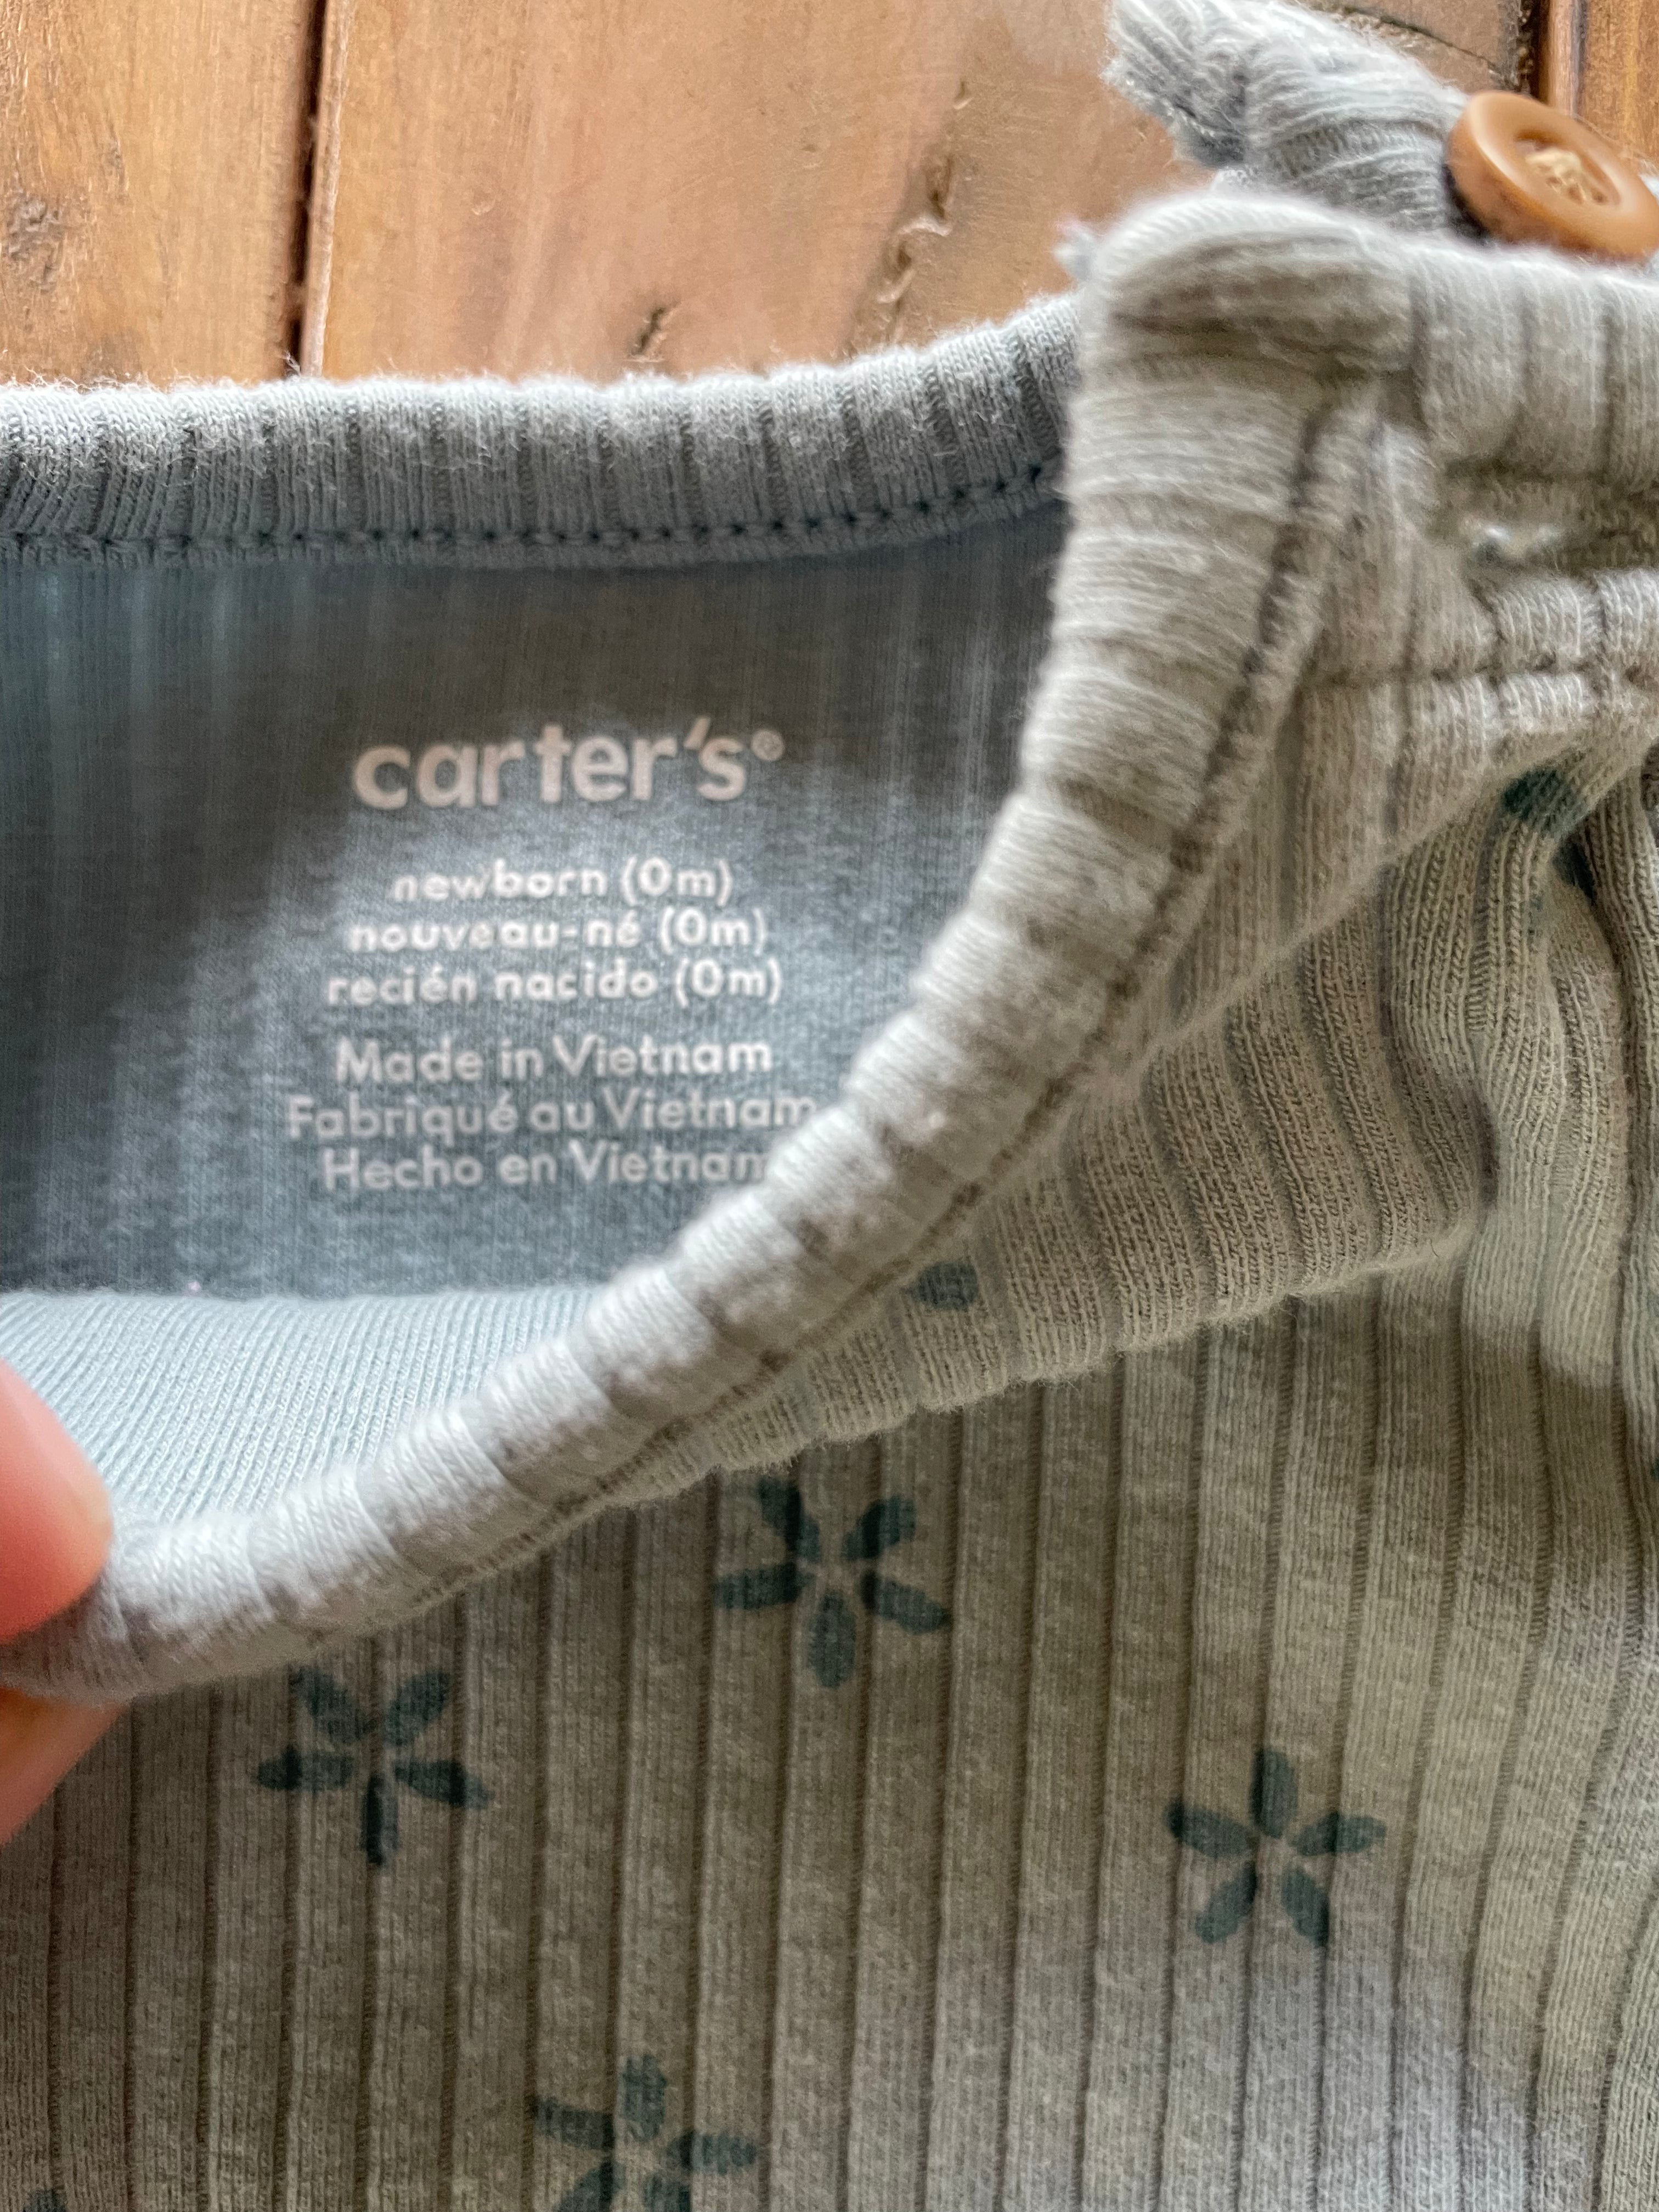 carter's®
newborn (0m)
nouveau-né (0m)
recién nacido (0m)
Made in Vietnam
Fabriqué au Vietnam
Hecho en Vietnam